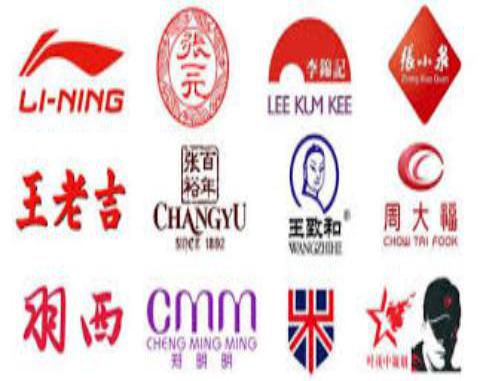 LI-NING
张一元
李錦記
LEE KUM KEE
張小泉
Zhang Xiao Quan
王老吉
百年
张裕
CHANGYU
SINCE 1892
王致和®
WANGZHIHE
周大福
CHOW TAI FOOK
羽西
CMM
CHENG MING MING
郑明明